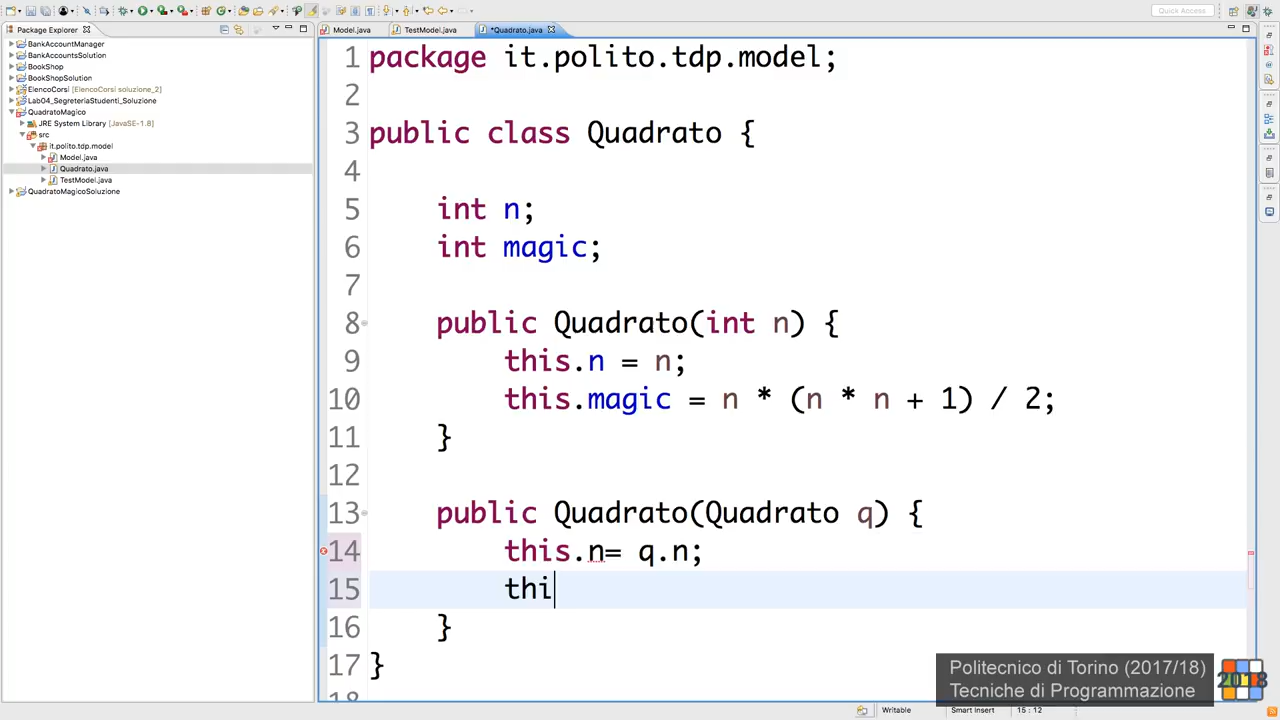 Quick Access
Package Explorer
Model.java
TestModel.java
*Quadrato.java
BankAccountManager
BankAccountsSolution
BookShop
BookShopSolution
ElencoCorsi [ElencoCorsi soluzione_2]
Lab04_SegreteriaStudenti_Soluzione
QuadratoMagico
JRE System Library [JavaSE-1.8]
src
it.polito.tdp.model
Model.java
Quadrato.java
TestModel.java
QuadratoMagicoSoluzione
1 package it.polito.tdp.model;
2
3 public class Quadrato {
4
5 int n;
6 int magic;
7
8 public Quadrato(int n) {
9 this.n = n;
10 this.magic = n * (n * n + 1) / 2;
11 }
12
13 public Quadrato(Quadrato q) {
14 this.n= q.n;
15 thi
16 }
17 }
18
Politecnico di Torino (2017/18)
Tecniche di Programmazione
2018
Writable
Smart Insert
15 : 12